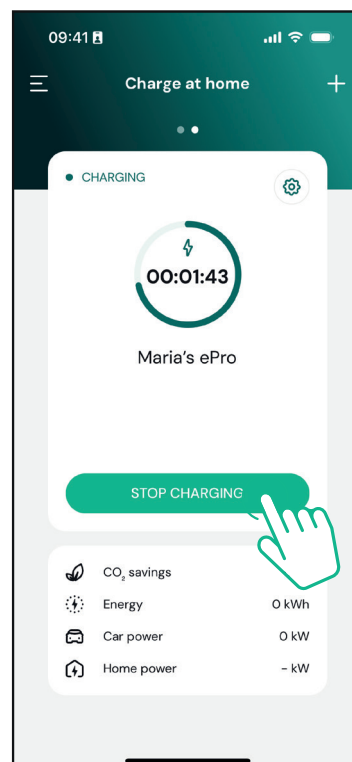 09:41
Charge at home
CHARGING
00:01:43
Maria's ePro
STOP CHARGING
CO₂ savings
Energy 0 kWh
Car power 0 kW
Home power - kW